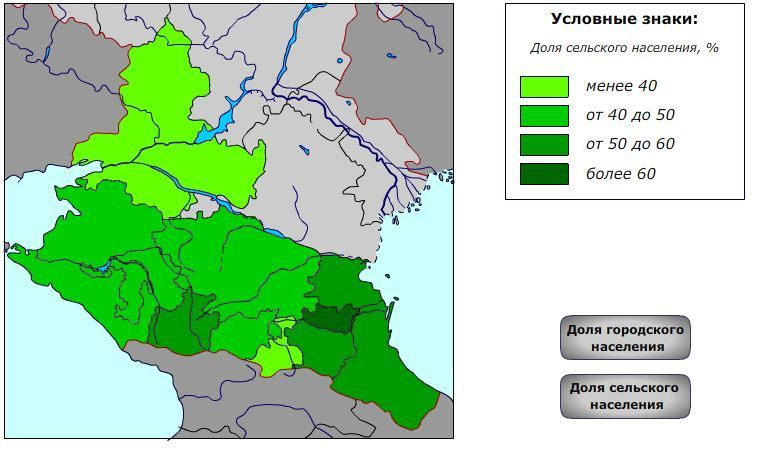 Условные знаки:
Доля сельского населения, %
менее 40
от 40 до 50
от 50 до 60
более 60
Доля городского
населения
Доля сельского
населения